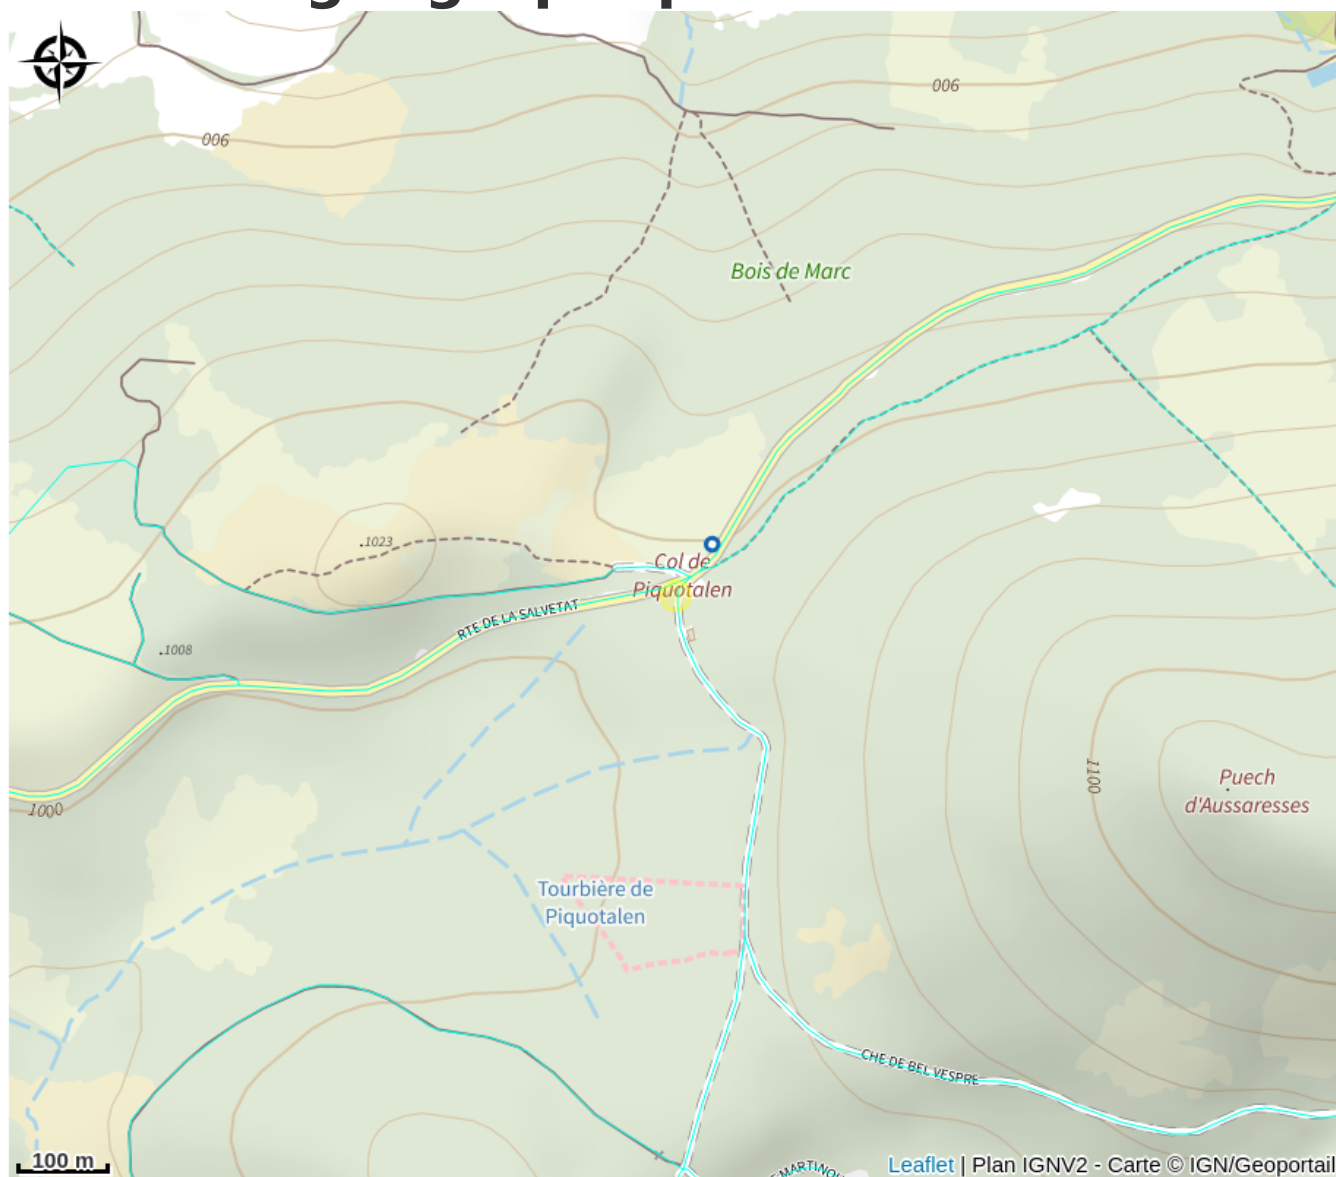 006
006
Bois de Marc
.1023
Col de
Piquotalen
RTE DE LA SALVETAT
.1008
1000
1100
Puech
d'Aussaresses
Tourbière de
Piquotalen
CHE DE BEL VESPRE
100 m
Leaflet | Plan IGNV2 - Carte © IGN/Geoportail